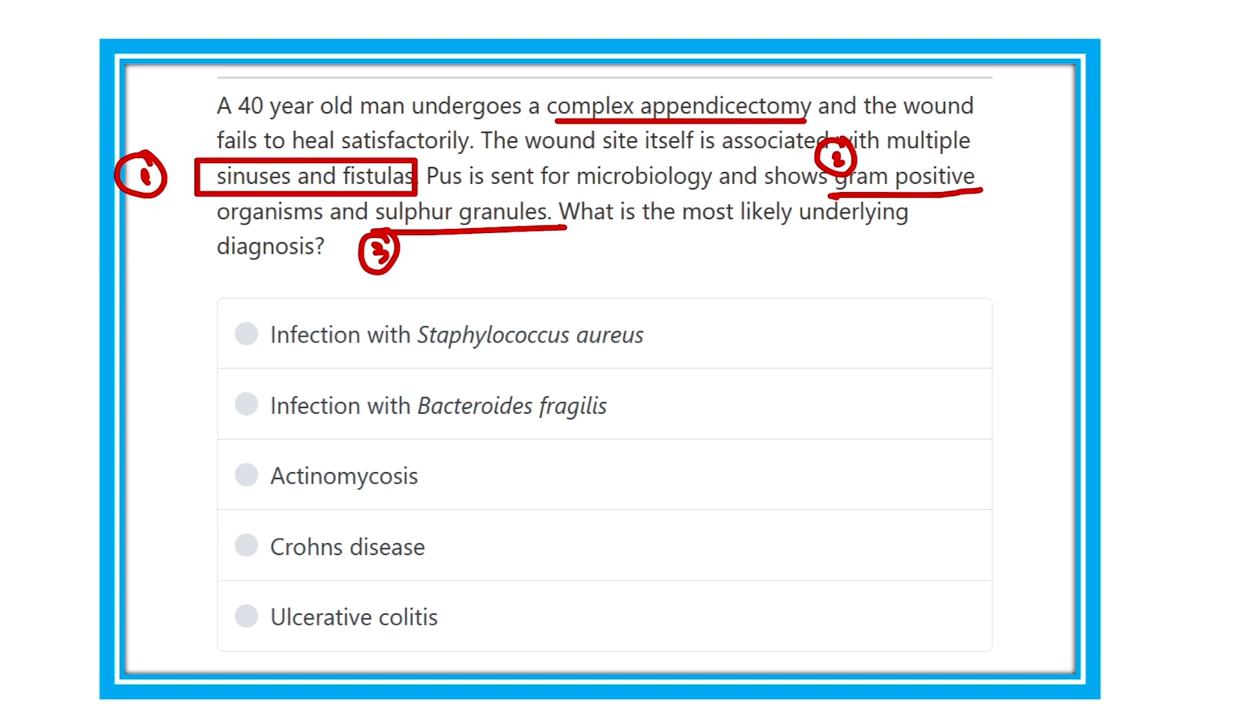 A 40 year old man undergoes a complex appendicectomy and the wound
fails to heal satisfactorily. The wound site itself is associated with multiple
sinuses and fistulas. Pus is sent for microbiology and shows gram positive
organisms and sulphur granules. What is the most likely underlying
diagnosis?
1
2
3
Infection with Staphylococcus aureus
Infection with Bacteroides fragilis
Actinomycosis
Crohns disease
Ulcerative colitis